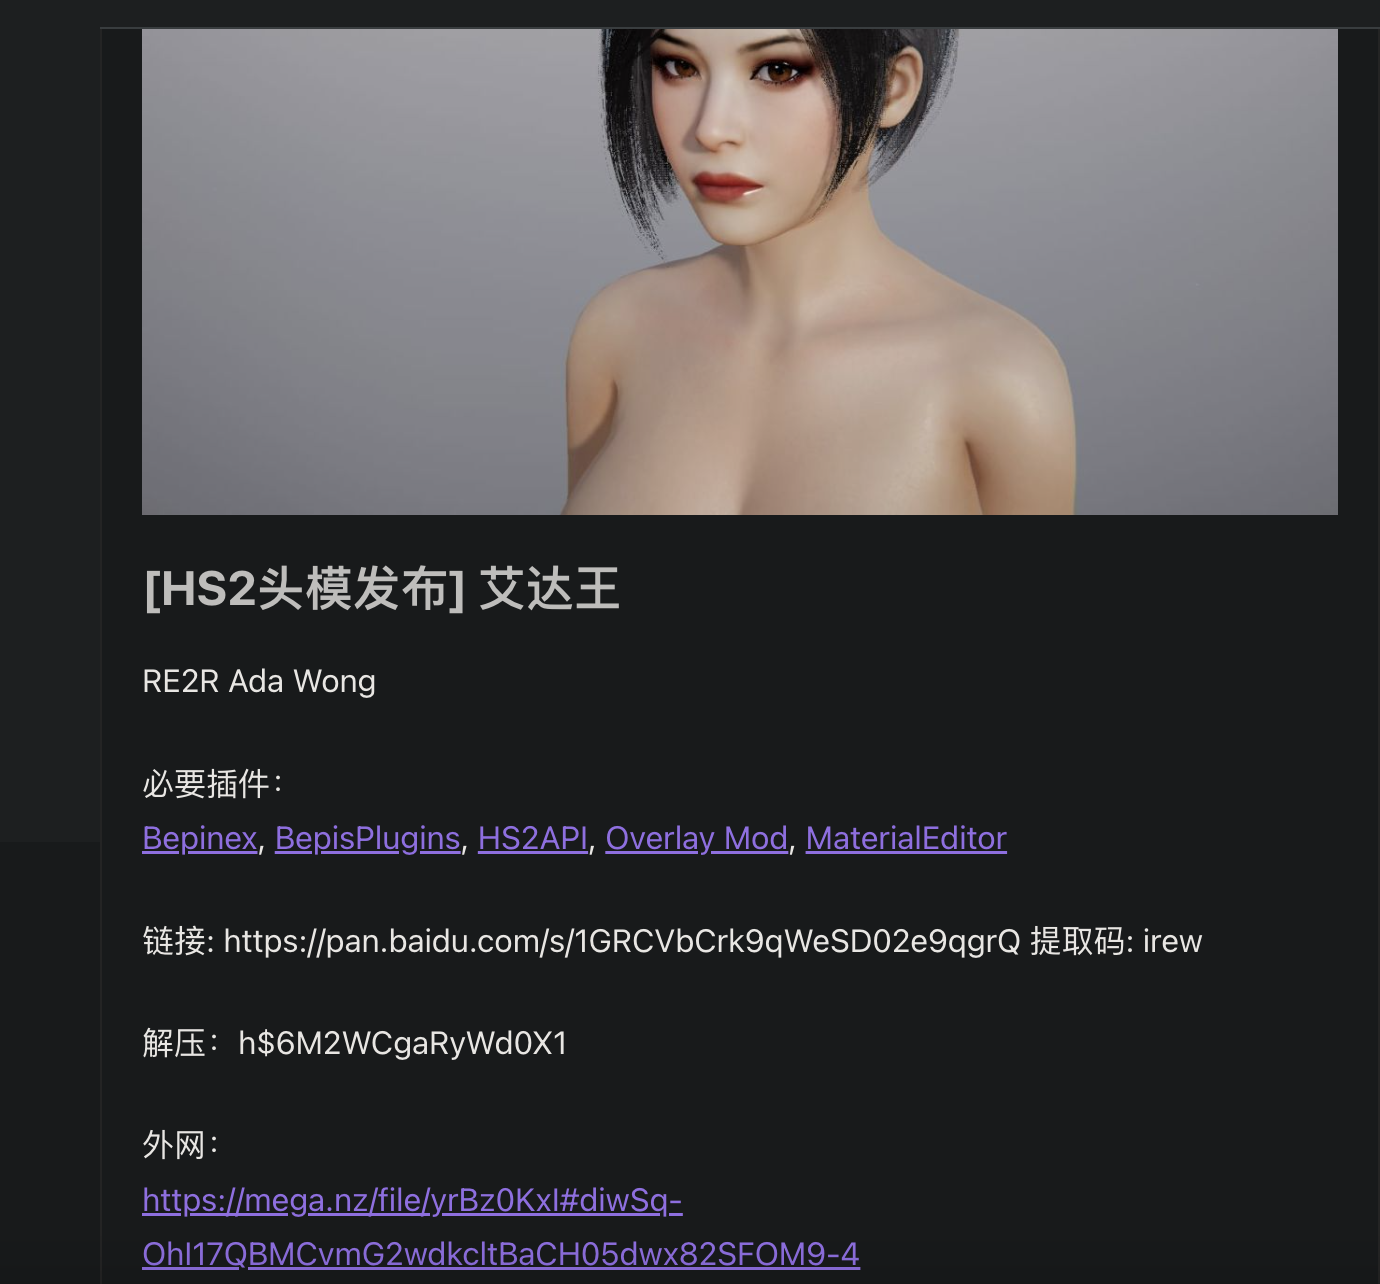 [HS2头模发布] 艾达王
RE2R Ada Wong
必要插件：
Bepinex, BepisPlugins, HS2API, Overlay Mod, MaterialEditor
链接: https://pan.baidu.com/s/1GRCVbCrk9qWeSD02e9qgrQ 提取码: irew
解压：h$6M2WCgaRyWd0X1
外网：
https://mega.nz/file/yrBz0KxI#diwSq-
OhI17QBMCvmG2wdkcltBaCH05dwx82SFOM9-4